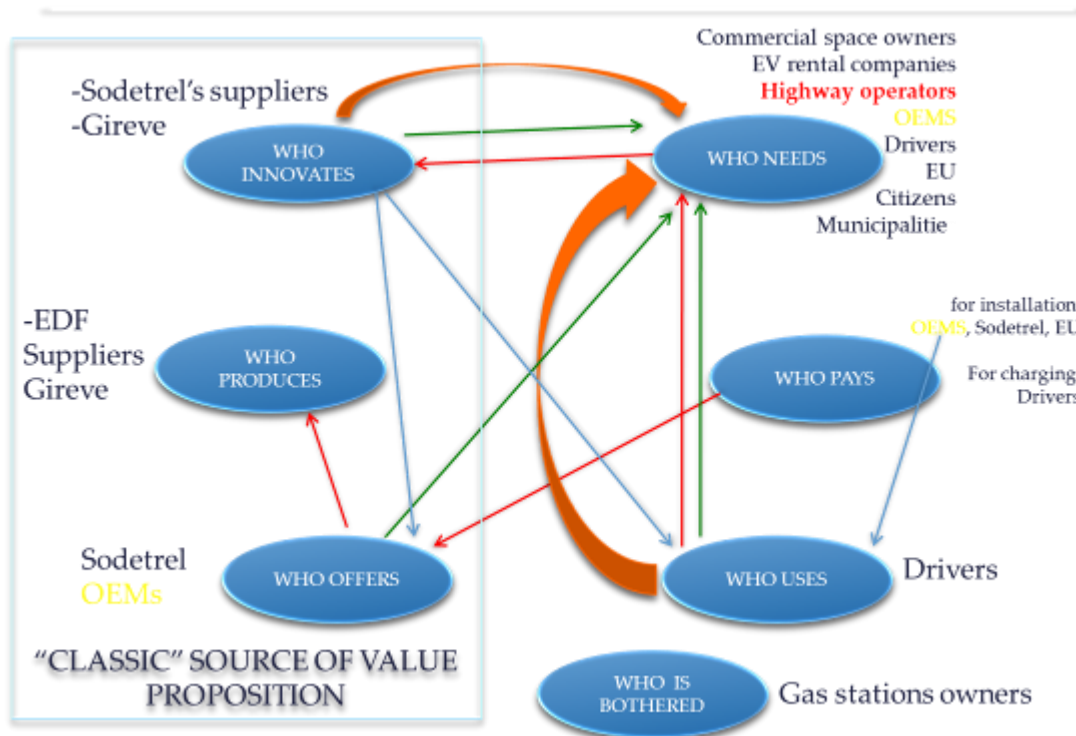 Commercial space owners
EV rental companies
Highway operators
OEMS
Drivers
EU
Citizens
Municipalitie
-Sodetrel's suppliers
-Gireve
WHO
INNOVATES
WHO NEEDS
-EDF
Suppliers
Gireve
WHO
PRODUCES
for installation
OEMS, Sodetrel, EU
For charging
Drivers
WHO PAYS
Sodetrel
OEMs
WHO OFFERS
WHO USES
Drivers
"CLASSIC" SOURCE OF VALUE
PROPOSITION
WHO IS
BOTHERED
Gas stations owners